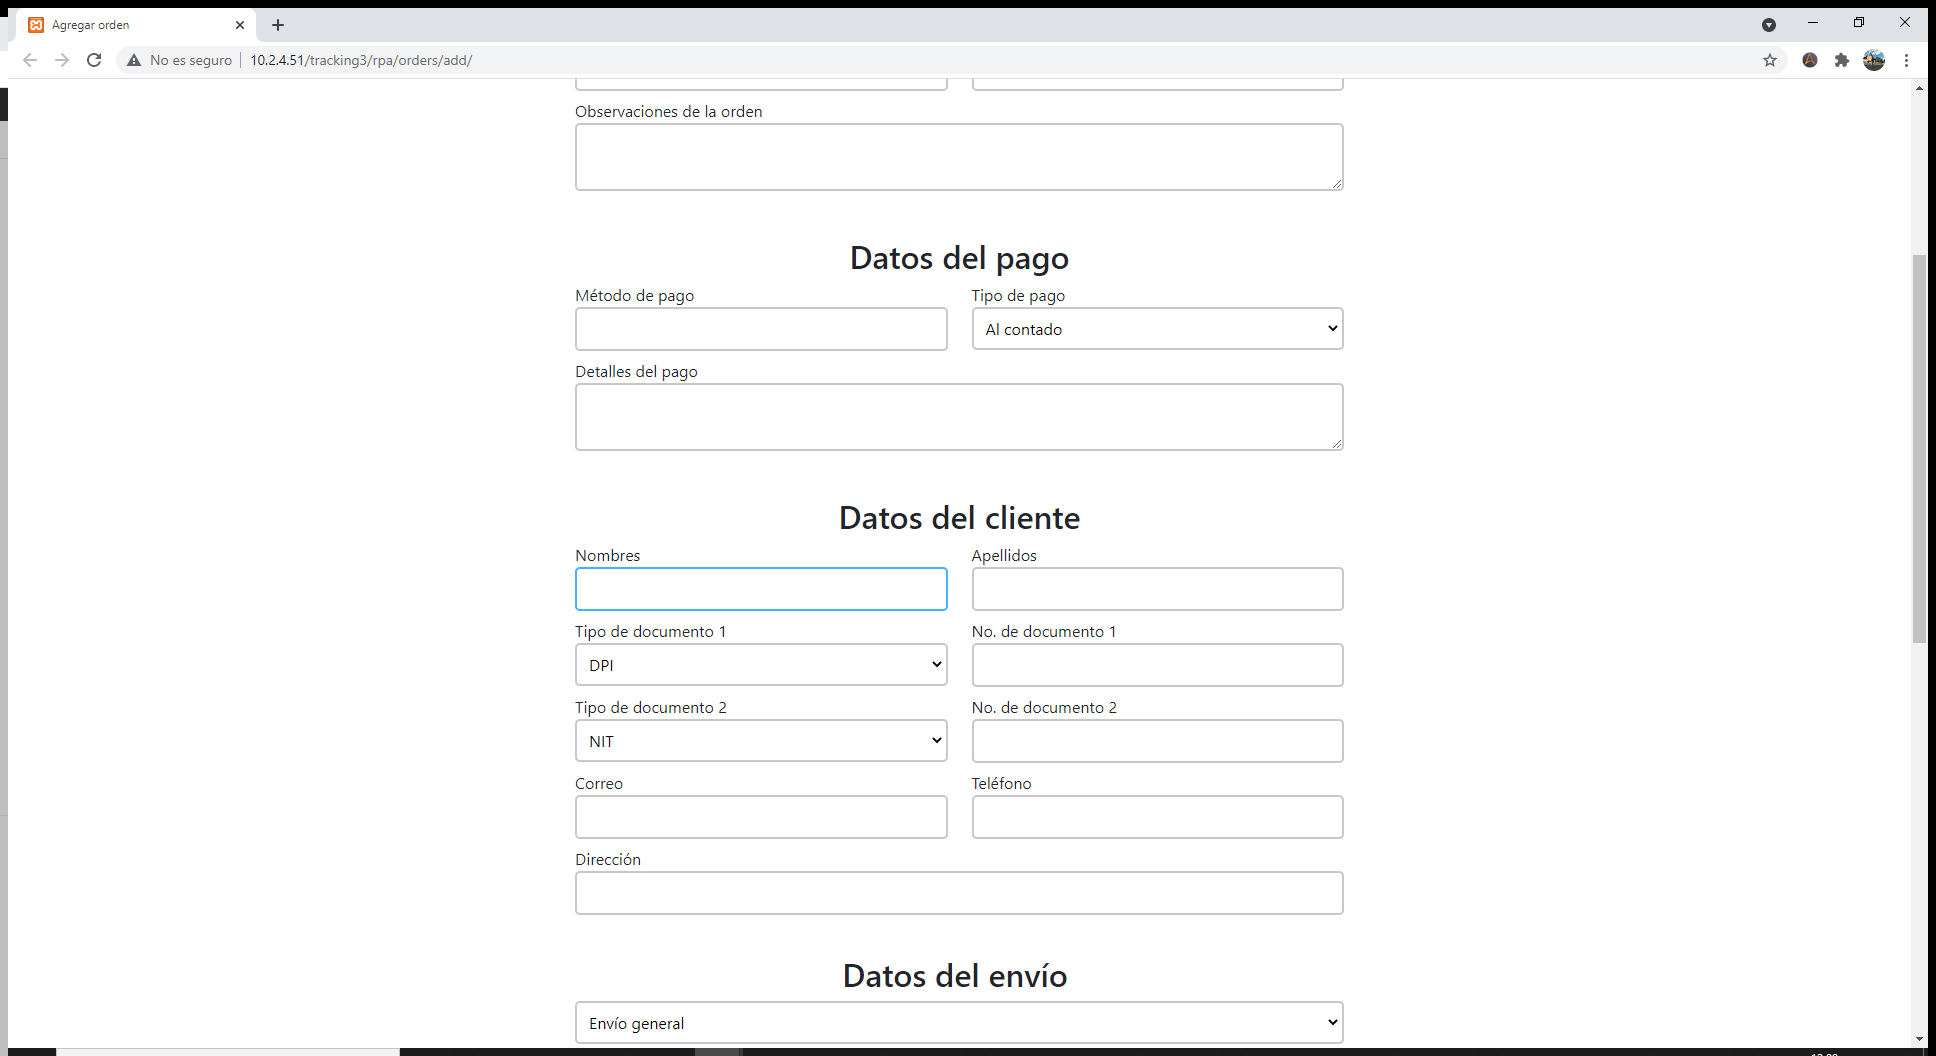 Agregar orden
No es seguro 10.2.4.51/tracking3/rpa/orders/add/
Observaciones de la orden
Datos del pago
Método de pago Tipo de pago
Al contado
Detalles del pago
Datos del cliente
Nombres Apellidos
Tipo de documento 1 No. de documento 1
DPI
Tipo de documento 2 No. de documento 2
NIT
Correo Teléfono
Dirección
Datos del envío
Envío general